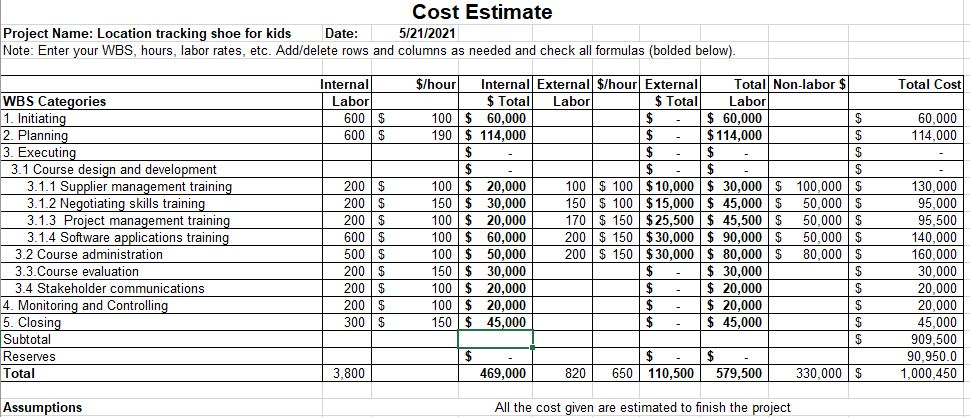 Cost Estimate
Project Name: Location tracking shoe for kids Date: 5/21/2021
Note: Enter your WBS, hours, labor rates, etc. Add/delete rows and columns as needed and check all formulas (bolded below).
Internal $/hour Internal External $/hour External Total Non-labor $ Total Cost
WBS Categories Labor $ Total Labor $ Total Labor
1. Initiating 600 $ 100 $ 60,000 $ - $ 60,000 $ 60,000
2. Planning 600 $ 190 $ 114,000 $ - $114,000 $ 114,000
3. Executing $ - $ - $ - $ -
3.1 Course design and development $ - $ - $ - $ -
3.1.1 Supplier management training 200 $ 100 $ 20,000 100 $ 100 $10,000 $ 30,000 $ 100,000 $ 130,000
3.1.2 Negotiating skills training 200 $ 150 $ 30,000 150 $ 100 $15,000 $ 45,000 $ 50,000 $ 95,000
3.1.3 Project management training 200 $ 100 $ 20,000 170 $ 150 $25,500 $ 45,500 $ 50,000 $ 95,500
3.1.4 Software applications training 600 $ 100 $ 60,000 200 $ 150 $30,000 $ 90,000 $ 50,000 $ 140,000
3.2 Course administration 500 $ 100 $ 50,000 200 $ 150 $30,000 $ 80,000 $ 80,000 $ 160,000
3.3.Course evaluation 200 $ 150 $ 30,000 $ - $ 30,000 $ 30,000
3.4 Stakeholder communications 200 $ 100 $ 20,000 $ - $ 20,000 $ 20,000
4. Monitoring and Controlling 200 $ 100 $ 20,000 $ - $ 20,000 $ 20,000
5. Closing 300 $ 150 $ 45,000 $ - $ 45,000 $ 45,000
Subtotal $ 909,500
Reserves $ - $ - $ - 90,950.0
Total 3,800 469,000 820 650 110,500 579,500 330,000 $ 1,000,450
Assumptions All the cost given are estimated to finish the project